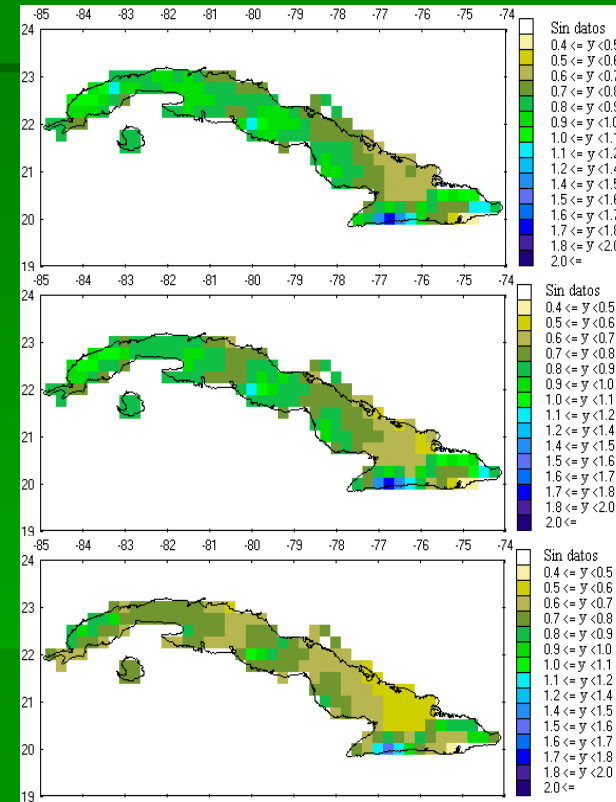 -85 -84 -83 -82 -81 -80 -79 -78 -77 -76 -75 -74
24
23
22
21
20
19
Sin datos
0.4 <= y <0.5
0.5 <= y <0.6
0.6 <= y <0.7
0.7 <= y <0.8
0.8 <= y <0.9
0.9 <= y <1.0
1.0 <= y <1.1
1.1 <= y <1.2
1.2 <= y <1.4
1.4 <= y <1.5
1.5 <= y <1.6
1.6 <= y <1.7
1.7 <= y <1.8
1.8 <= y <2.0
2.0 <=
-85 -84 -83 -82 -81 -80 -79 -78 -77 -76 -75 -74
24
23
22
21
20
19
Sin datos
0.4 <= y <0.5
0.5 <= y <0.6
0.6 <= y <0.7
0.7 <= y <0.8
0.8 <= y <0.9
0.9 <= y <1.0
1.0 <= y <1.1
1.1 <= y <1.2
1.2 <= y <1.4
1.4 <= y <1.5
1.5 <= y <1.6
1.6 <= y <1.7
1.7 <= y <1.8
1.8 <= y <2.0
2.0 <=
-85 -84 -83 -82 -81 -80 -79 -78 -77 -76 -75 -74
24
23
22
21
20
19
Sin datos
0.4 <= y <0.5
0.5 <= y <0.6
0.6 <= y <0.7
0.7 <= y <0.8
0.8 <= y <0.9
0.9 <= y <1.0
1.0 <= y <1.1
1.1 <= y <1.2
1.2 <= y <1.4
1.4 <= y <1.5
1.5 <= y <1.6
1.6 <= y <1.7
1.7 <= y <1.8
1.8 <= y <2.0
2.0 <=